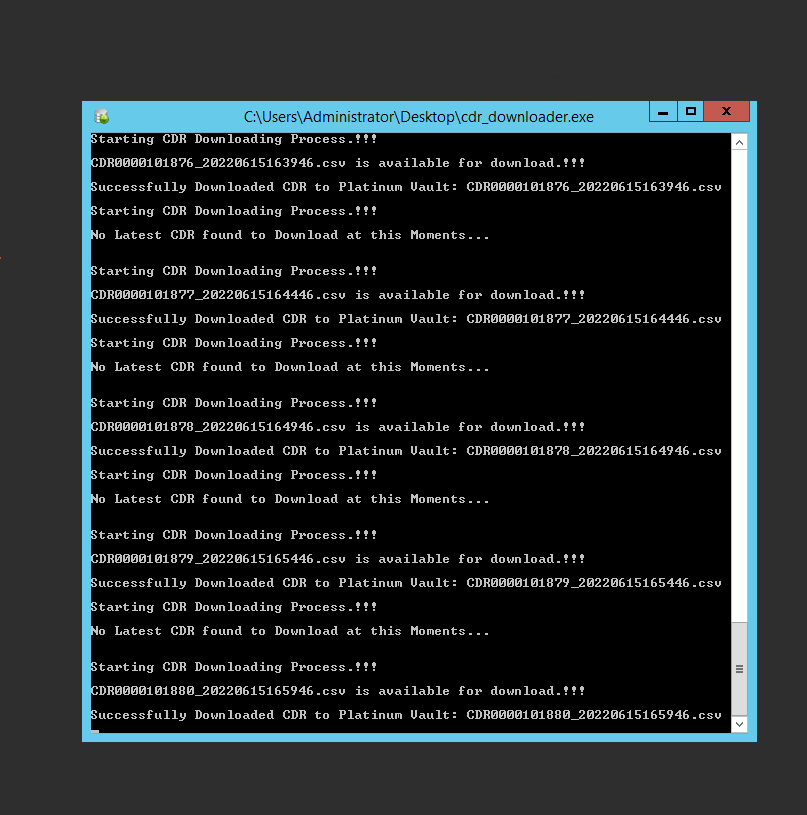 C:\Users\Administrator\Desktop\cdr_downloader.exe
Starting CDR Downloading Process.!!!
CDR0000101876_20220615163946.csv is available for download.!!!
Successfully Downloaded CDR to Platinum Vault: CDR0000101876_20220615163946.csv
Starting CDR Downloading Process.!!!
No Latest CDR found to Download at this Moments...
Starting CDR Downloading Process.!!!
CDR0000101877_20220615164446.csv is available for download.!!!
Successfully Downloaded CDR to Platinum Vault: CDR0000101877_20220615164446.csv
Starting CDR Downloading Process.!!!
No Latest CDR found to Download at this Moments...
Starting CDR Downloading Process.!!!
CDR0000101878_20220615164946.csv is available for download.!!!
Successfully Downloaded CDR to Platinum Vault: CDR0000101878_20220615164946.csv
Starting CDR Downloading Process.!!!
No Latest CDR found to Download at this Moments...
Starting CDR Downloading Process.!!!
CDR0000101879_20220615165446.csv is available for download.!!!
Successfully Downloaded CDR to Platinum Vault: CDR0000101879_20220615165446.csv
Starting CDR Downloading Process.!!!
No Latest CDR found to Download at this Moments...
Starting CDR Downloading Process.!!!
CDR0000101880_20220615165946.csv is available for download.!!!
Successfully Downloaded CDR to Platinum Vault: CDR0000101880_20220615165946.csv